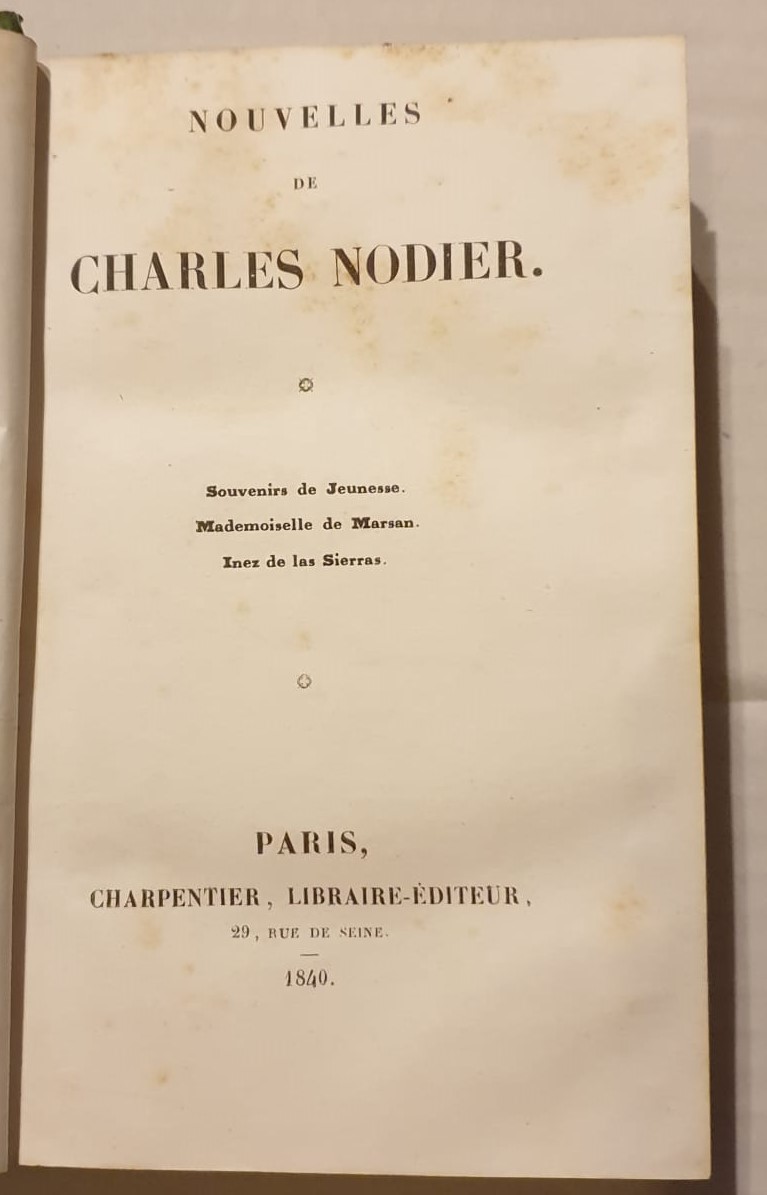 NOUVELLES
DE
CHARLES NODIER.
Souvenirs de Jeunesse.
Mademoiselle de Marsan.
Inez de las Sierras.
PARIS,
CHARPENTIER, LIBRAIRE-ÉDITEUR,
29, RUE DE SEINE.
1840.